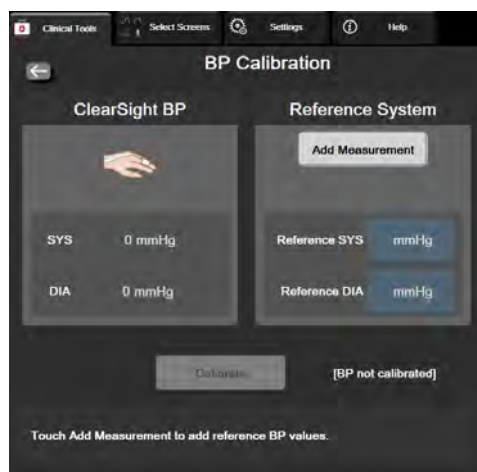 Clinical Tools
Select Screens
Settings
Help
BP Calibration
ClearSight BP
Reference System
Add Measurement
SYS 0 mmHg
Reference SYS mmHg
DIA 0 mmHg
Reference DIA mmHg
Calibrate
[BP not calibrated]
Touch Add Measurement to add reference BP values.